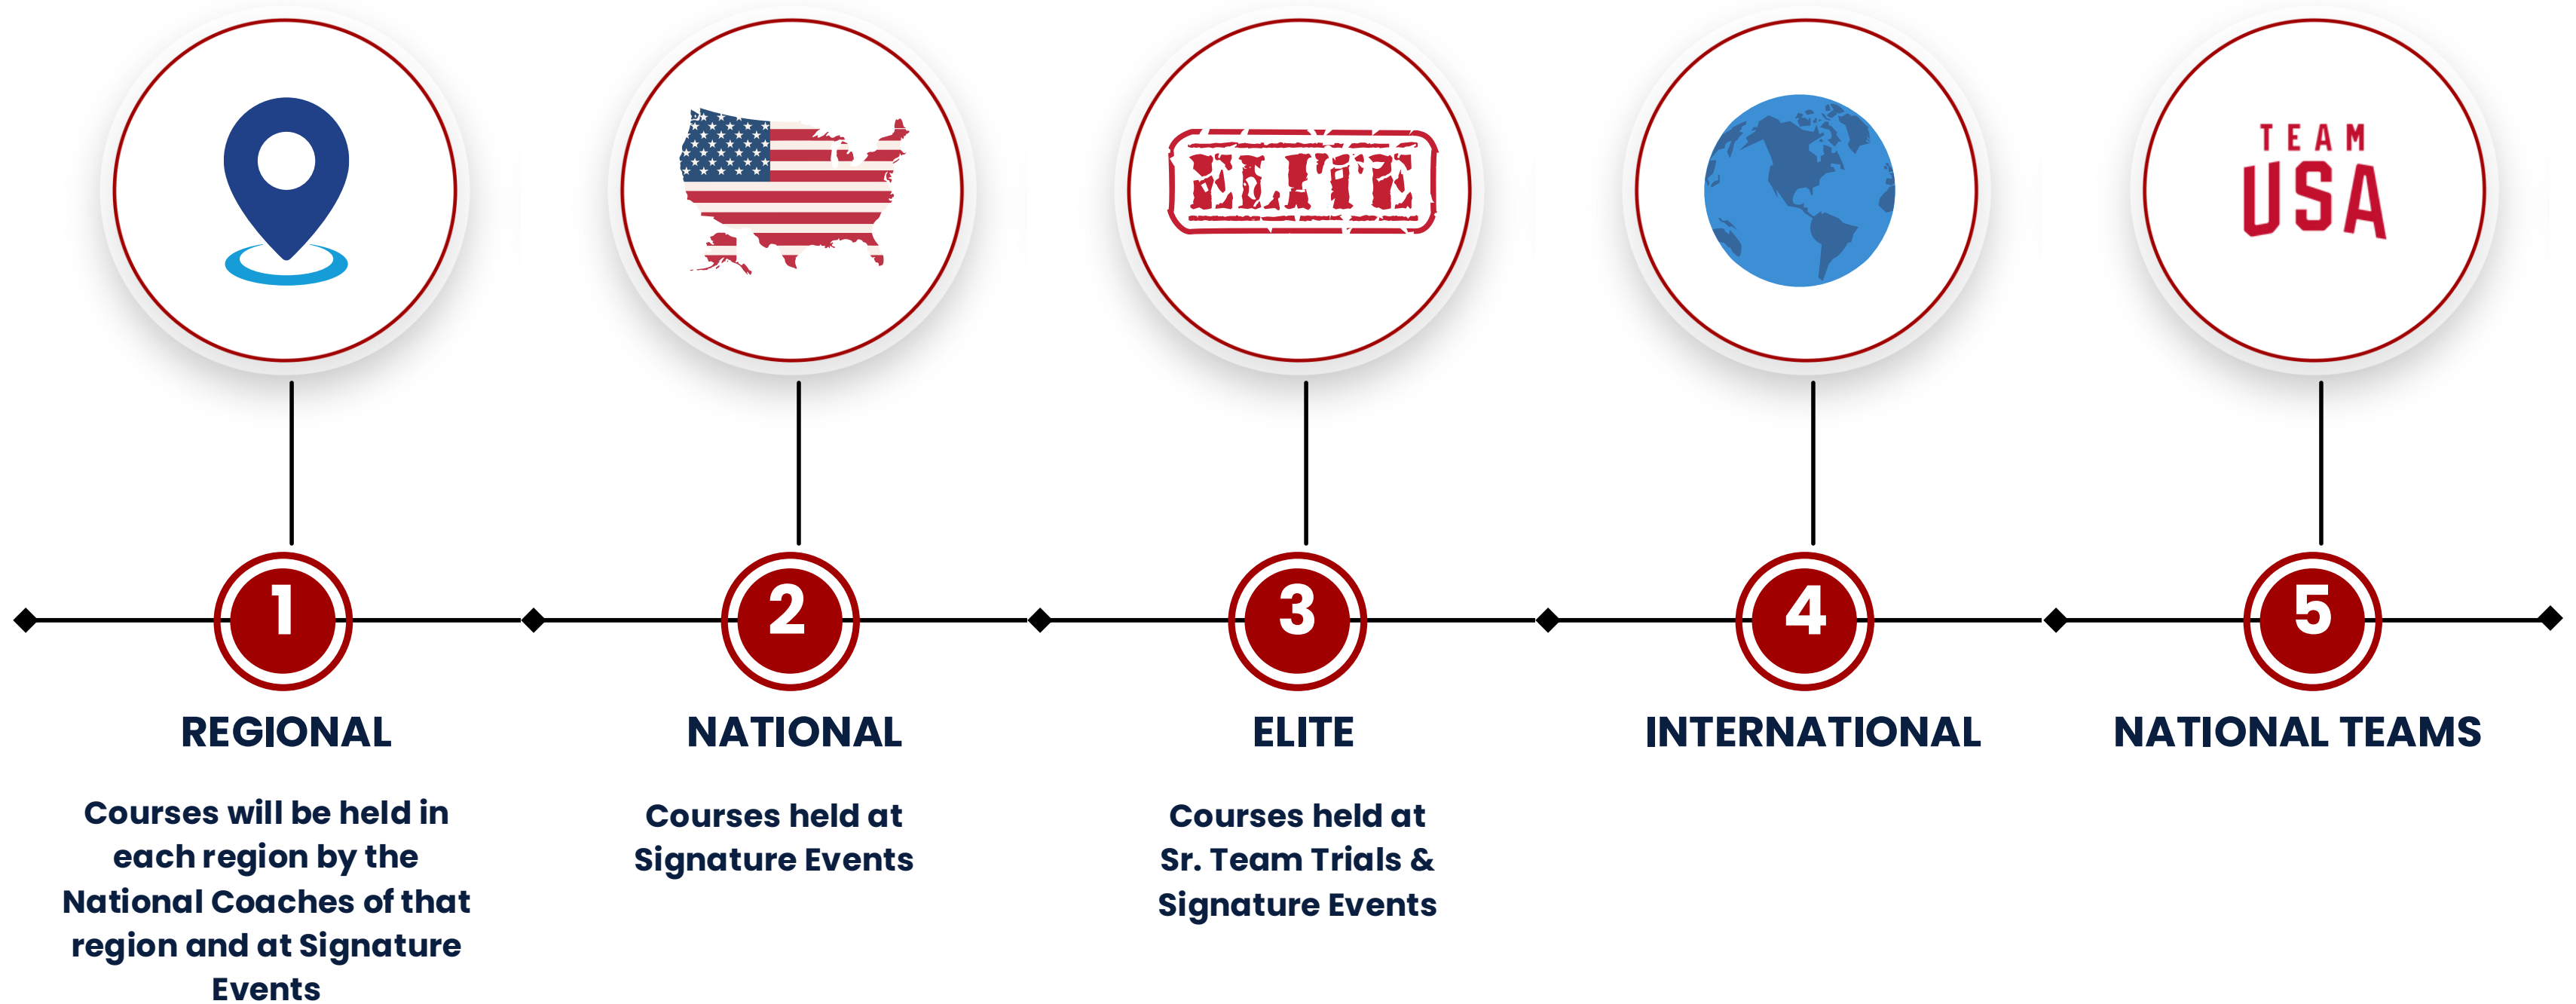 ELITE
TEAM
USA
1
2
3
4
5
REGIONAL
NATIONAL
ELITE
INTERNATIONAL
NATIONAL TEAMS
Courses will be held in
each region by the
National Coaches of that
region and at Signature
Events
Courses held at
Signature Events
Courses held at
Sr. Team Trials &
Signature Events